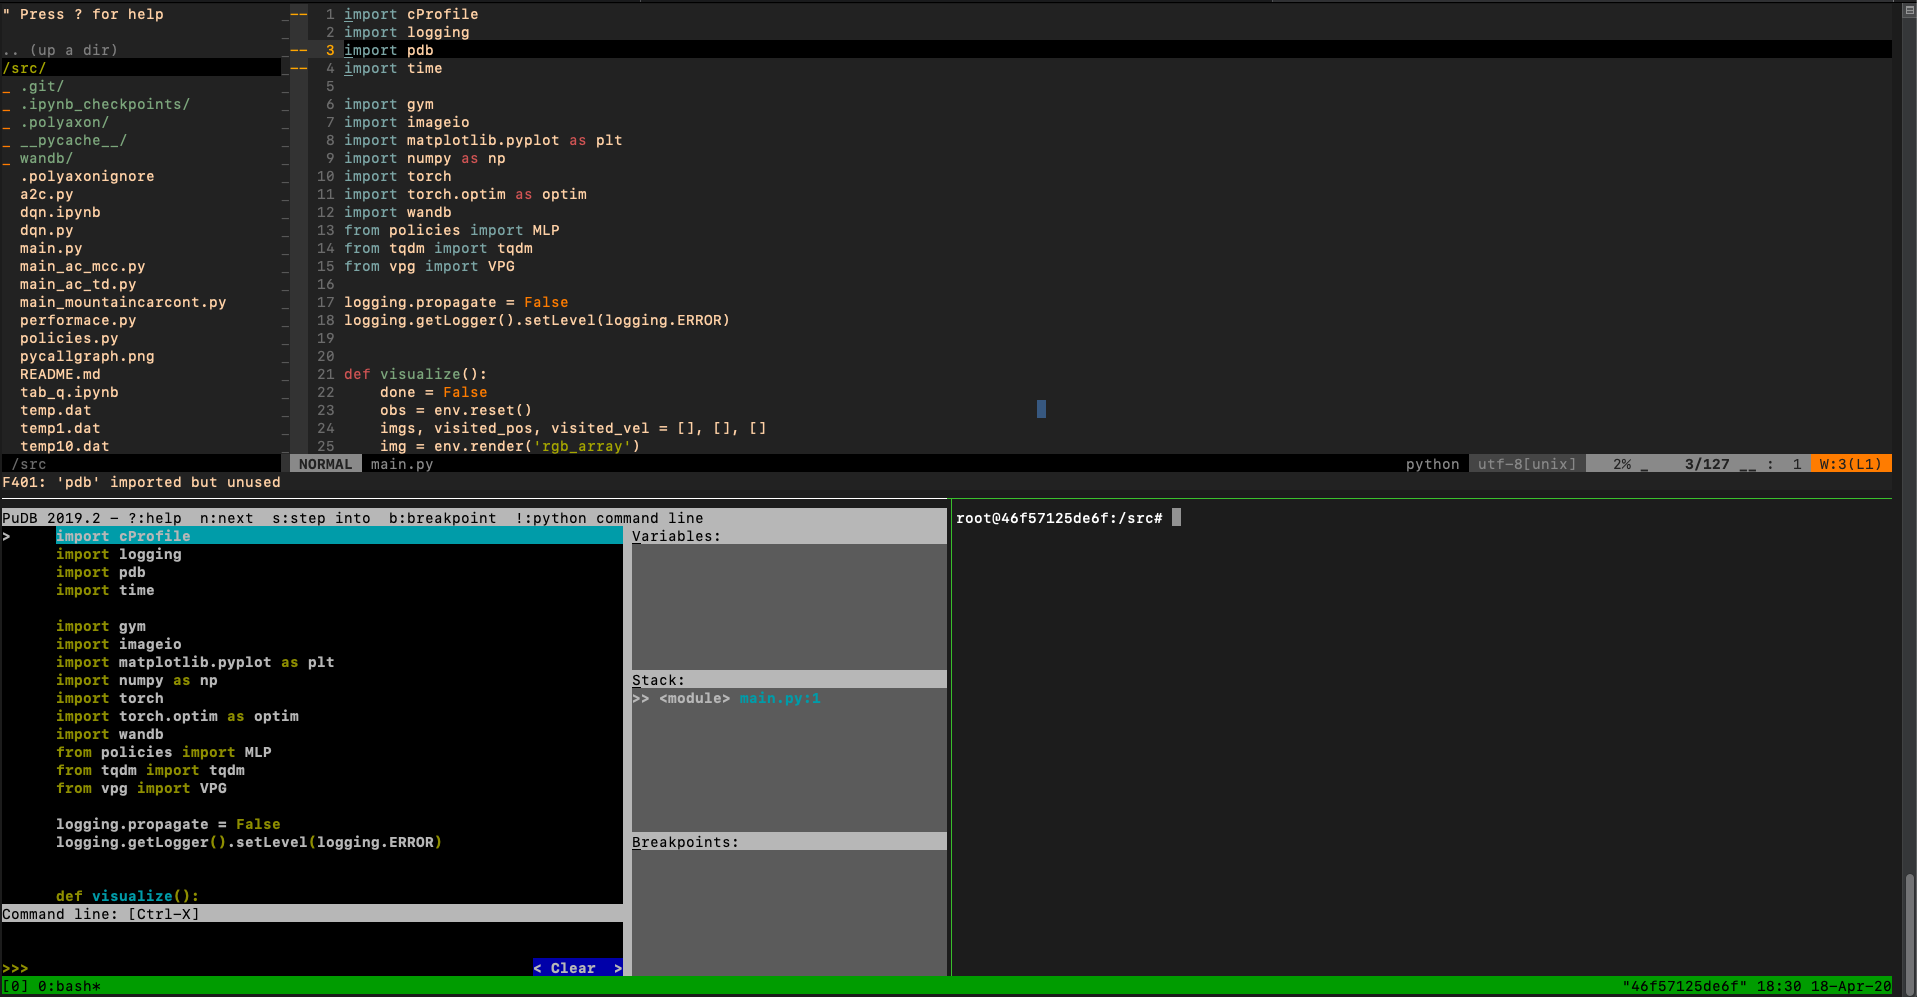 " Press ? for help
.. (up a dir)
/src/
_ .git/
_ .ipynb_checkpoints/
_ .polyaxon/
_ __pycache__/
_ wandb/
.polyaxonignore
a2c.py
dqn.ipynb
dqn.py
main.py
main_ac_mcc.py
main_ac_td.py
main_mountaincarcont.py
performace.py
policies.py
pycallgraph.png
README.md
tab_q.ipynb
temp.dat
temp1.dat
temp10.dat
/src
-- 1 import cProfile
2 import logging
-- 3 import pdb
-- 4 import time
5
6 import gym
7 import imageio
8 import matplotlib.pyplot as plt
9 import numpy as np
10 import torch
11 import torch.optim as optim
12 import wandb
13 from policies import MLP
14 from tqdm import tqdm
15 from vpg import VPG
16
17 logging.propagate = False
18 logging.getLogger().setLevel(logging.ERROR)
19
20
21 def visualize():
22     done = False
23     obs = env.reset()
24     imgs, visited_pos, visited_vel = [], [], []
25     img = env.render('rgb_array')
NORMAL main.py python utf-8[unix] 2% _ 3/127 __ : 1 W:3(L1)
F401: 'pdb' imported but unused
PuDB 2019.2 - ?:help  n:next  s:step into  b:breakpoint  !:python command line
> import cProfile
import logging
import pdb
import time
import gym
import imageio
import matplotlib.pyplot as plt
import numpy as np
import torch
import torch.optim as optim
import wandb
from policies import MLP
from tqdm import tqdm
from vpg import VPG
logging.propagate = False
logging.getLogger().setLevel(logging.ERROR)
def visualize():
Command line: [Ctrl-X]
>>>
< Clear >
Variables:
Stack:
>> <module> main.py:1
Breakpoints:
root@46f57125de6f:/src#
[0] 0:bash* "46f57125de6f" 18:30 18-Apr-20